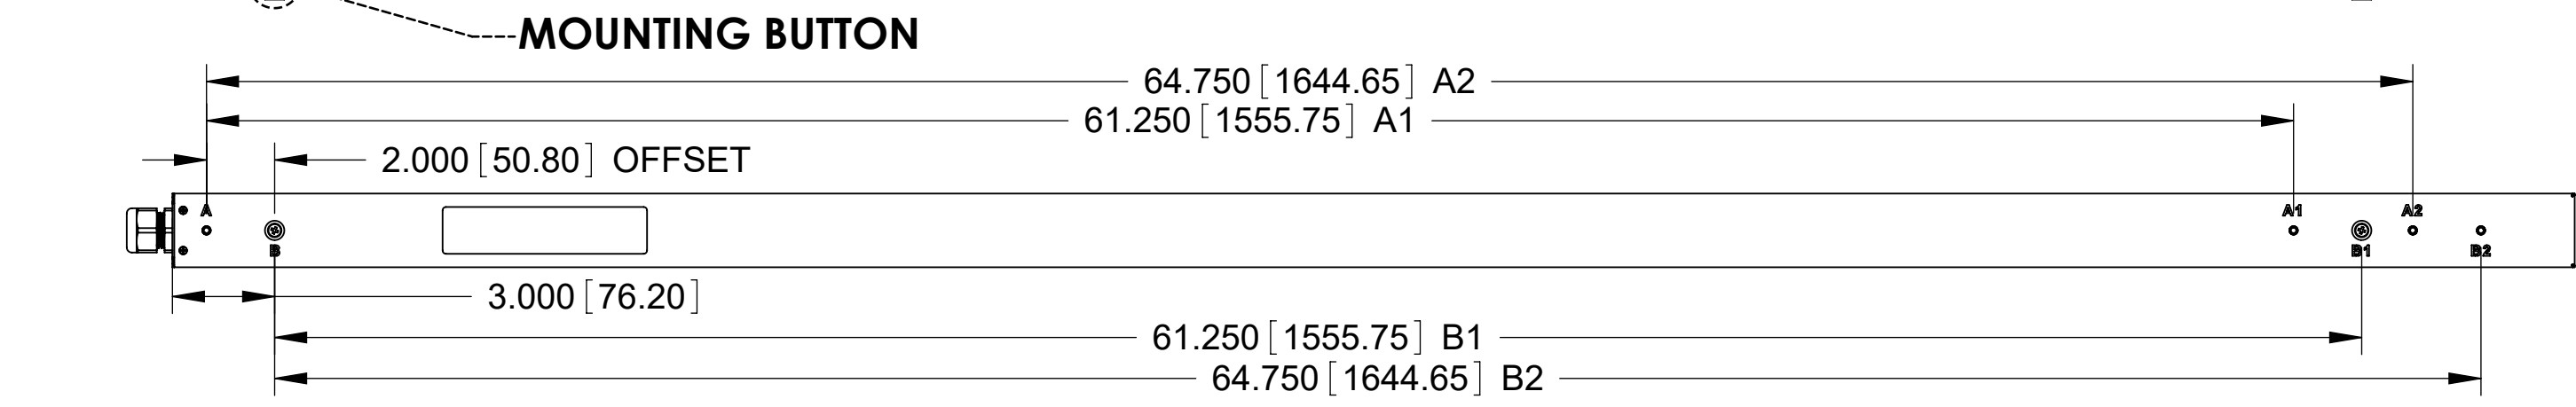 MOUNTING BUTTON
64.750 [1644.65] A2
61.250 [1555.75] A1
2.000 [50.80] OFFSET
A A1 A2
B B1 B2
3.000 [76.20]
61.250 [1555.75] B1
64.750 [1644.65] B2